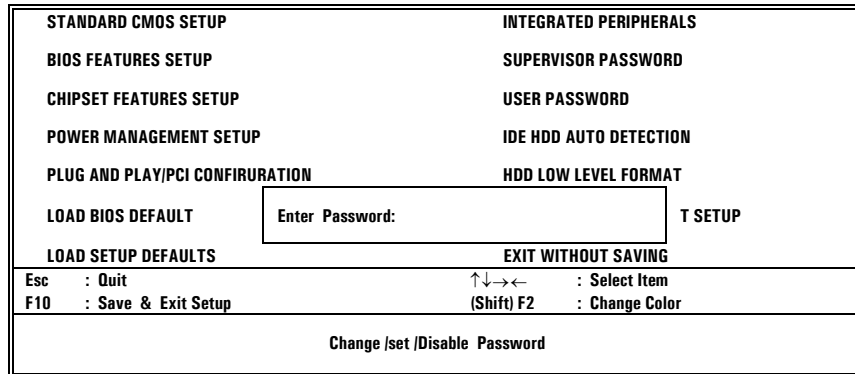 STANDARD CMOS SETUP INTEGRATED PERIPHERALS
BIOS FEATURES SETUP SUPERVISOR PASSWORD
CHIPSET FEATURES SETUP USER PASSWORD
POWER MANAGEMENT SETUP IDE HDD AUTO DETECTION
PLUG AND PLAY/PCI CONFIRURATION HDD LOW LEVEL FORMAT
LOAD BIOS DEFAULT Enter Password: T SETUP
LOAD SETUP DEFAULTS EXIT WITHOUT SAVING
Esc : Quit ↑↓→← : Select Item
F10 : Save & Exit Setup (Shift) F2 : Change Color
Change /set /Disable Password